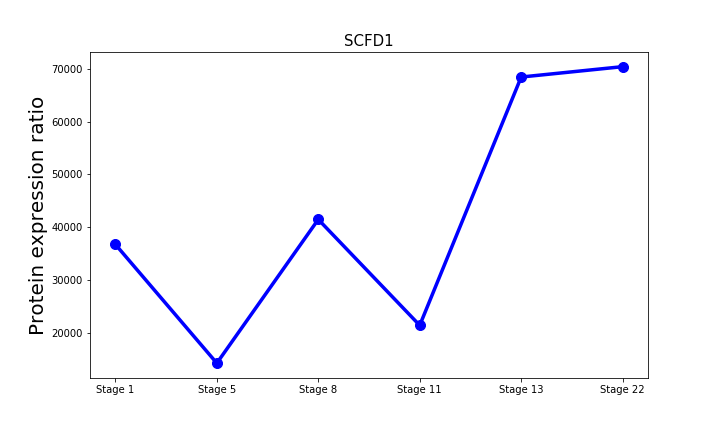 SCFD1
Protein expression ratio
70000
60000
50000
40000
30000
20000
Stage 1
Stage 5
Stage 8
Stage 11
Stage 13
Stage 22